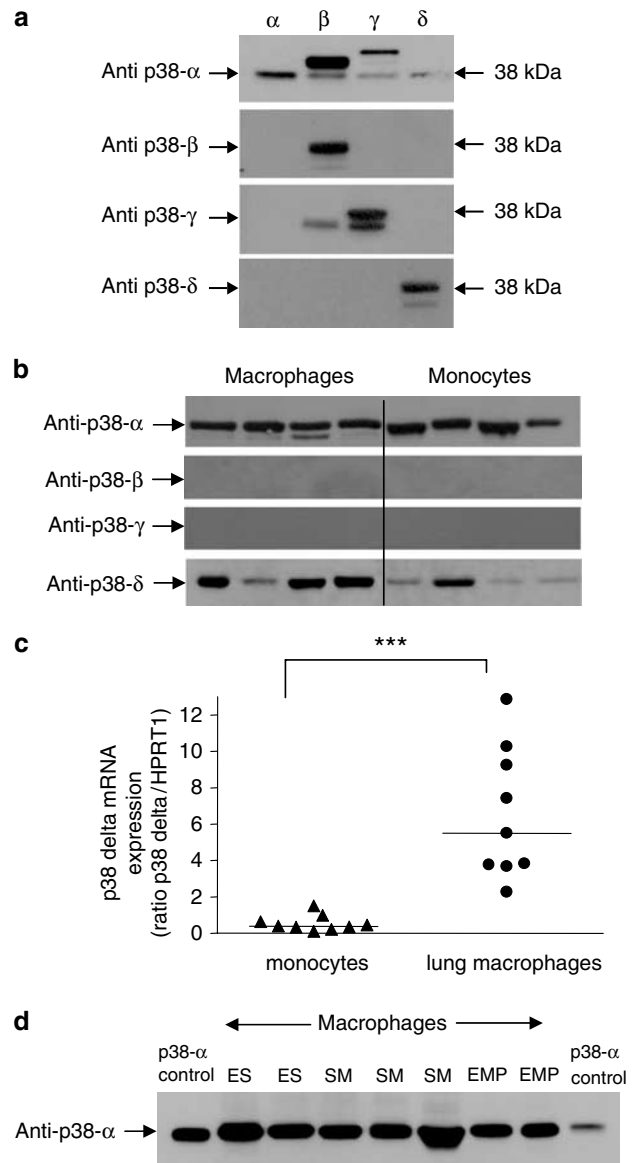 a
α β γ δ
Anti p38-α 38 kDa
Anti p38-β 38 kDa
Anti p38-γ 38 kDa
Anti p38-δ 38 kDa
b
Macrophages Monocytes
Anti-p38-α
Anti-p38-β
Anti-p38-γ
Anti-p38-δ
c
***
p38 delta mRNA
expression
(ratio p38 delta/HPRT1)
12
10
8
6
4
2
0
monocytes lung macrophages
d
Macrophages
p38-α
control
ES ES SM SM SM EMP EMP
p38-α
control
Anti-p38-α